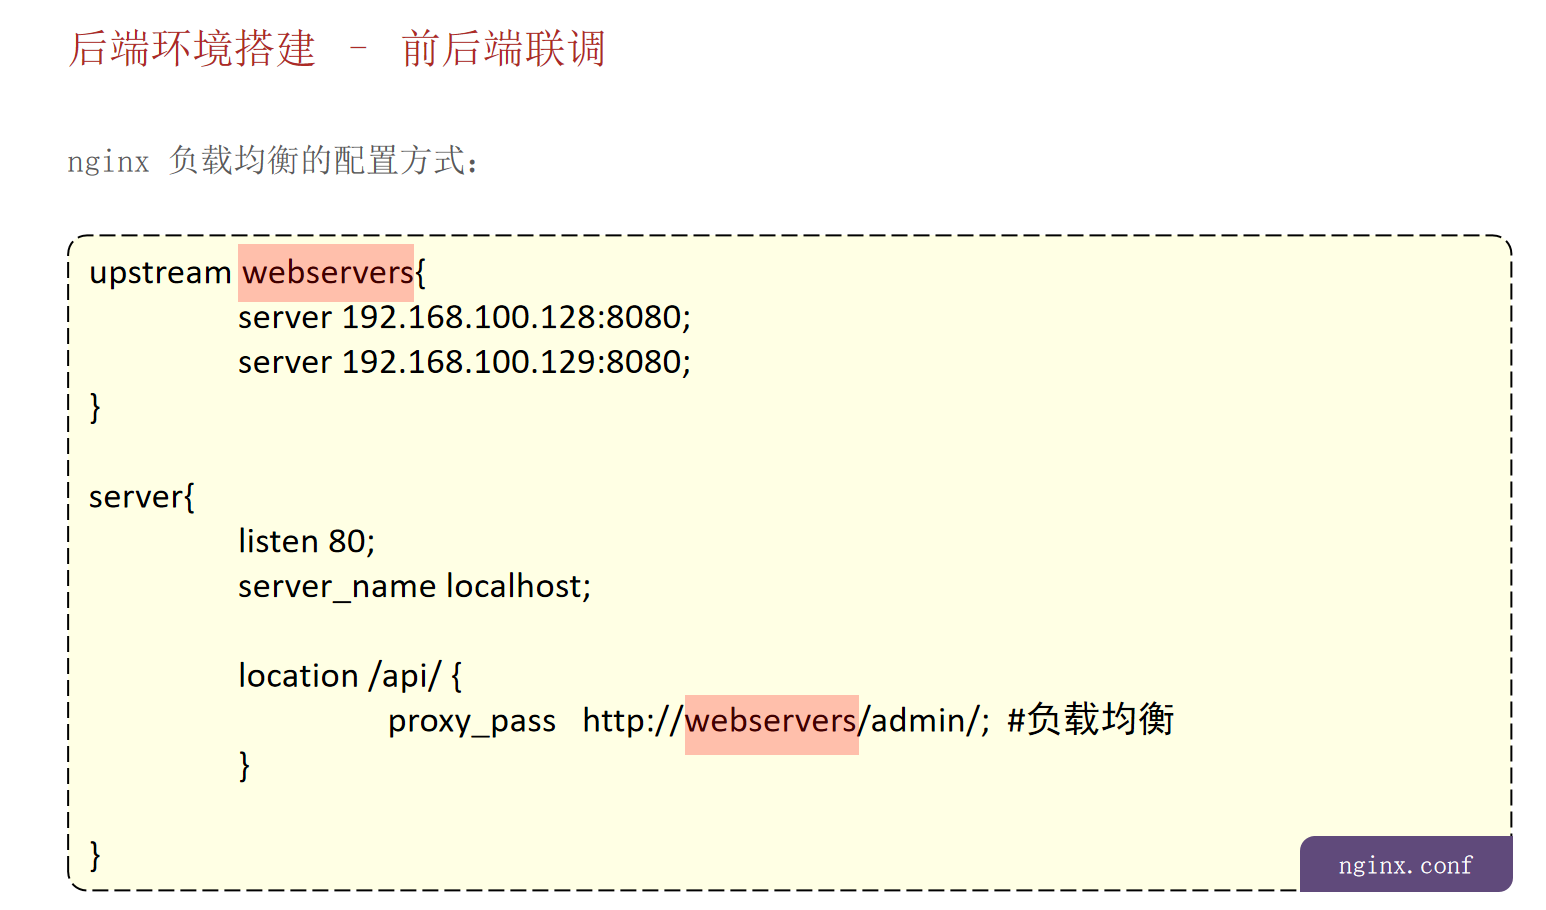 后端环境搭建 - 前后端联调
nginx 负载均衡的配置方式：
upstream webservers{
server 192.168.100.128:8080;
server 192.168.100.129:8080;
}
server{
listen 80;
server_name localhost;
location /api/ {
proxy_pass http://webservers/admin/; #负载均衡
}
}
nginx.conf